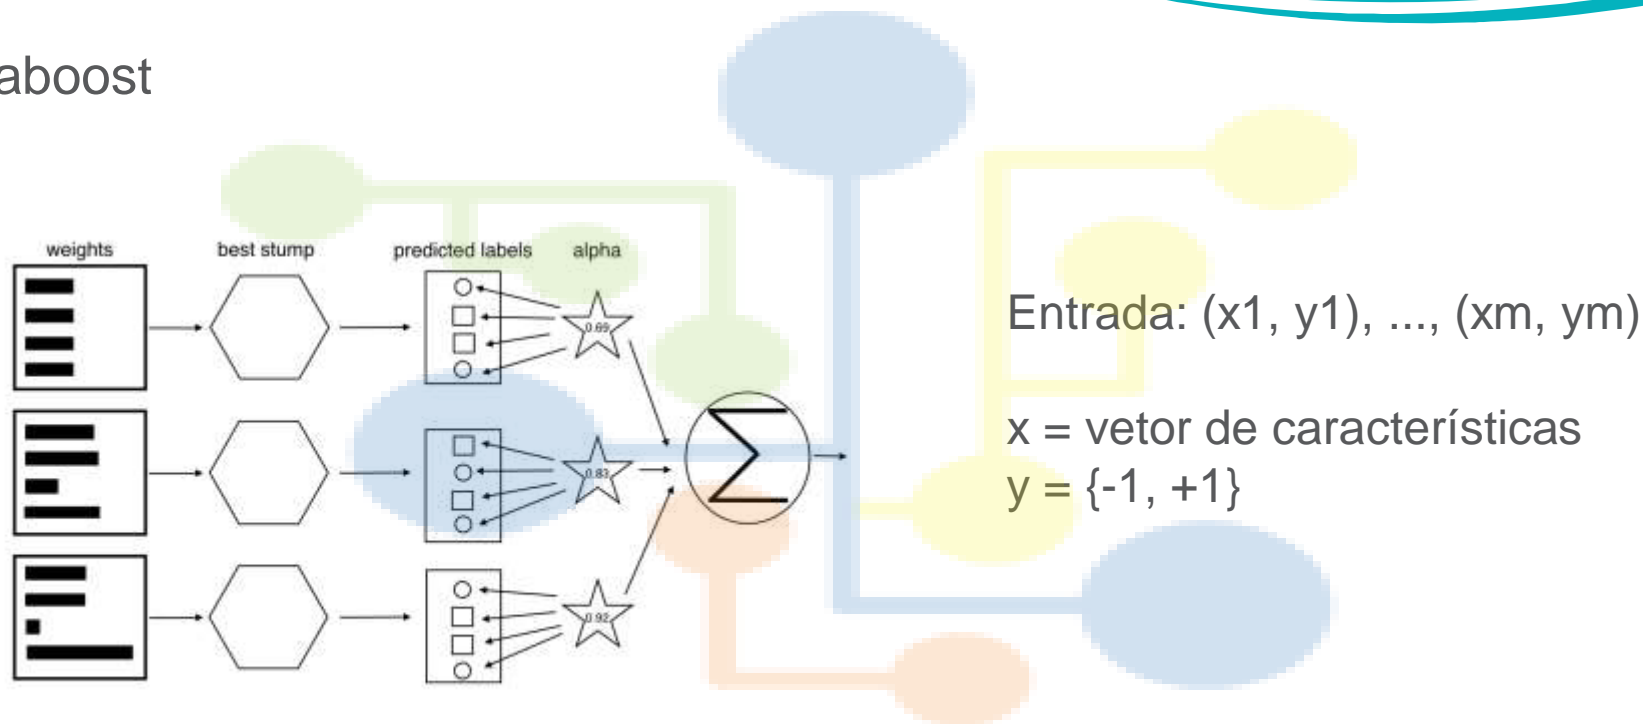 aboost
weights best stump predicted labels alpha
0.69
0.83
0.92
Entrada: (x1, y1), ..., (xm, ym)
x = vetor de características
y = {-1, +1}